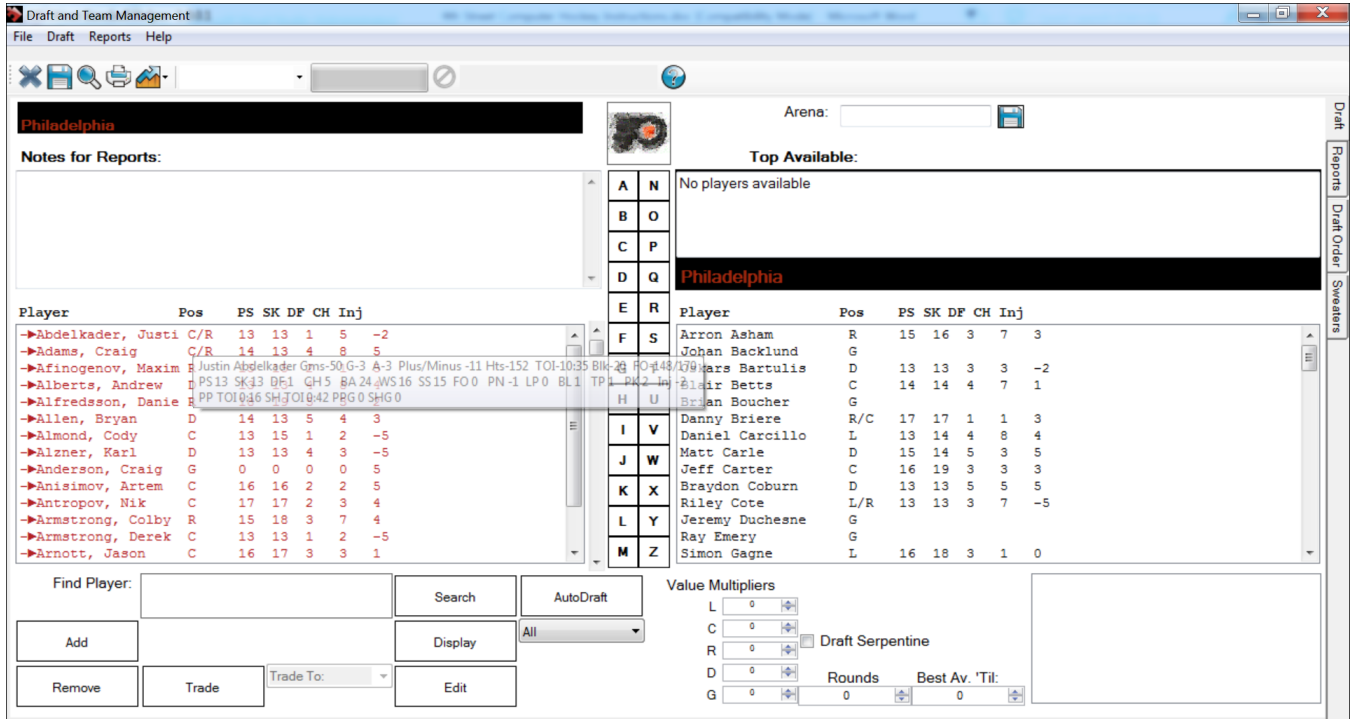 Draft and Team Management
File Draft Reports Help
Philadelphia
Arena:
Notes for Reports:
Top Available:
No players available
Philadelphia
Draft
Reports
Draft Order
Sweaters
A N
B O
C P
D Q
E R
F S
G T
H U
I V
J W
K X
L Y
M Z
Player Pos PS SK DF CH Inj
Abdelkader, Justi C/R 13 13 1 5 -2
Adams, Craig C/R 14 13 4 8 5
Afinogenov, Maxim R
Alberts, Andrew D
Alfredsson, Danie R
Allen, Bryan D 14 13 5 4 3
Almond, Cody C 13 15 1 2 -5
Alzner, Karl D 13 13 4 3 -5
Anderson, Craig G 0 0 0 0 5
Anisimov, Artem C 16 16 2 2 5
Antropov, Nik C 17 17 2 3 4
Armstrong, Colby R 15 18 3 7 4
Armstrong, Derek C 13 13 1 2 -5
Arnott, Jason C 16 17 3 3 1
Justin Abdelkader Gms-50 G-3 A-3 Plus/Minus -11 Hts-152 TOI-10:35 Blk-20 FO-148/179
PS 13 SK 13 DF 1 CH 5 BA 24 WS 16 SS 15 FO 0 PN -1 LP 0 BL 1 TP 1 PK 2 Inj -2
PP TOI 0:16 SH TOI 0:42 PPG 0 SHG 0
Player Pos PS SK DF CH Inj
Arron Asham R 15 16 3 7 3
Johan Backlund G
Oskars Bartulis D 13 13 3 3 -2
Blair Betts C 14 14 4 7 1
Brian Boucher G
Danny Briere R/C 17 17 1 1 3
Daniel Carcillo L 13 14 4 8 4
Matt Carle D 15 14 5 3 5
Jeff Carter C 16 19 3 3 3
Braydon Coburn D 13 13 5 5 5
Riley Cote L/R 13 13 3 7 -5
Jeremy Duchesne G
Ray Emery G
Simon Gagne L 16 18 3 1 0
Find Player:
Search
AutoDraft
Add
Display
All
Remove
Trade
Trade To:
Edit
Value Multipliers
L 0
C 0
R 0
D 0
G 0
Draft Serpentine
Rounds Best Av. 'Til:
0 0